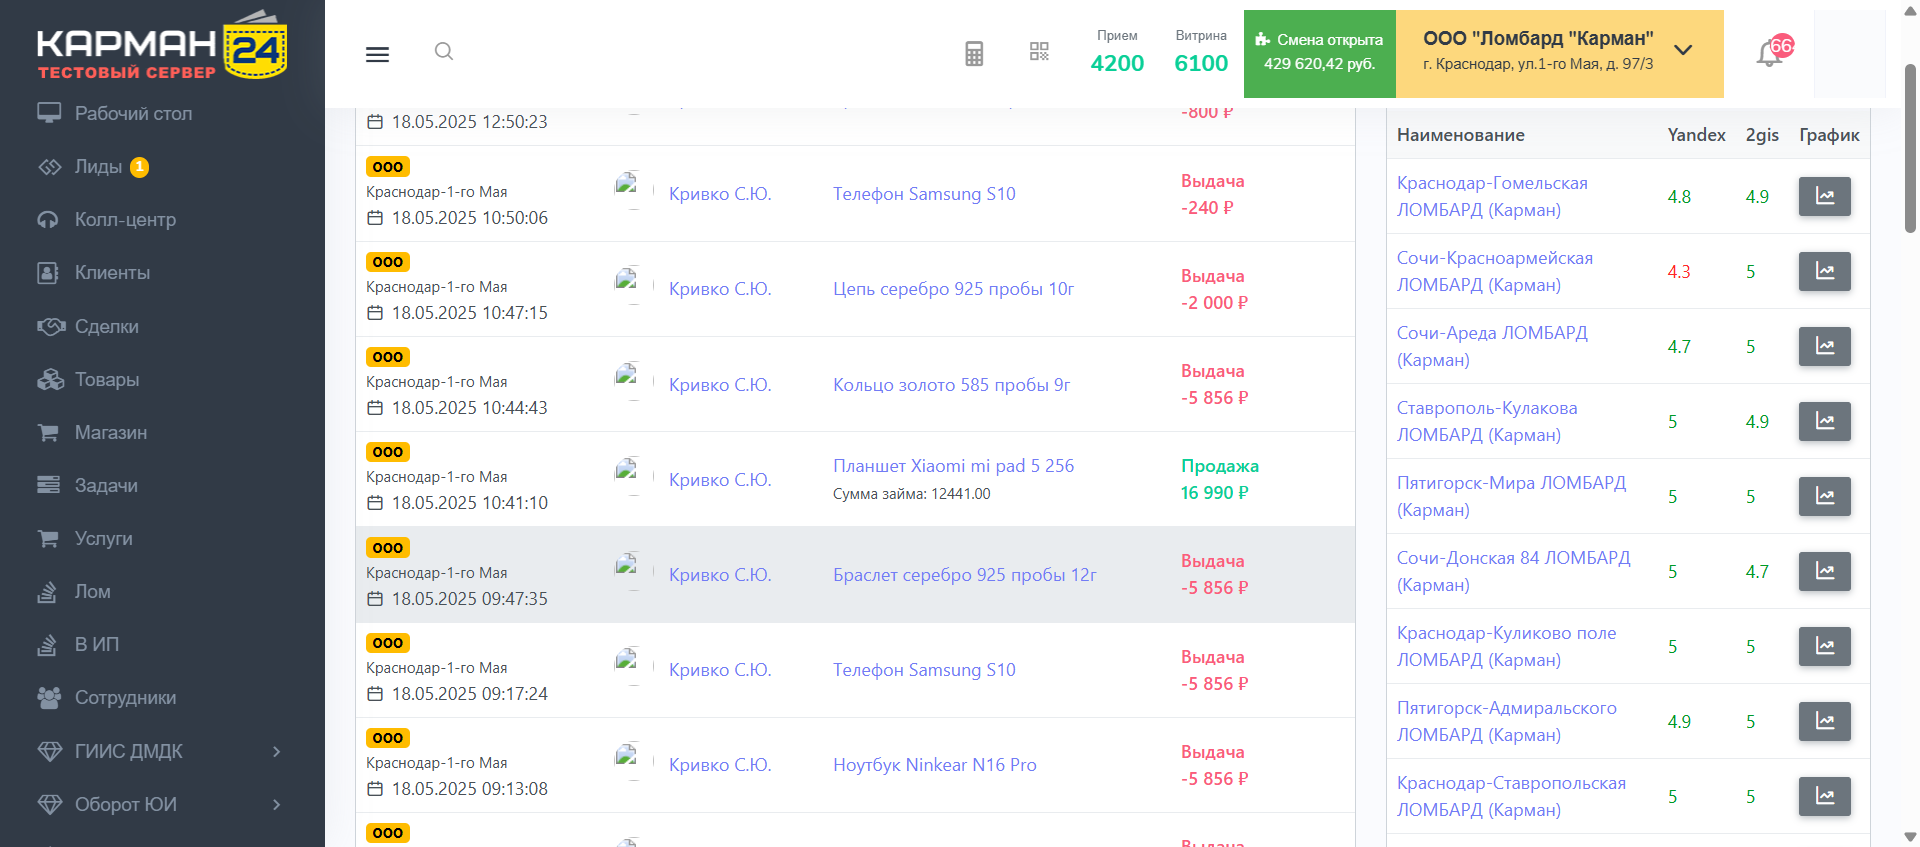 КАРМАН 24
ТЕСТОВЫЙ СЕРВЕР
Рабочий стол
Лиды 1
Колл-центр
Клиенты
Сделки
Товары
Магазин
Задачи
Услуги
Лом
В ИП
Сотрудники
ГИИС ДМДК
Оборот ЮИ
Прием
4200
Витрина
6100
Смена открыта
429 620,42 руб.
ООО "Ломбард "Карман"
г. Краснодар, ул.1-го Мая, д. 97/3
18.05.2025 12:50:23
-800 ₽
ООО
Краснодар-1-го Мая
18.05.2025 10:50:06
Кривко С.Ю.
Телефон Samsung S10
Выдача
-240 ₽
ООО
Краснодар-1-го Мая
18.05.2025 10:47:15
Кривко С.Ю.
Цепь серебро 925 пробы 10г
Выдача
-2 000 ₽
ООО
Краснодар-1-го Мая
18.05.2025 10:44:43
Кривко С.Ю.
Кольцо золото 585 пробы 9г
Выдача
-5 856 ₽
ООО
Краснодар-1-го Мая
18.05.2025 10:41:10
Кривко С.Ю.
Планшет Xiaomi mi pad 5 256
Сумма займа: 12441.00
Продажа
16 990 ₽
ООО
Краснодар-1-го Мая
18.05.2025 09:47:35
Кривко С.Ю.
Браслет серебро 925 пробы 12г
Выдача
-5 856 ₽
ООО
Краснодар-1-го Мая
18.05.2025 09:17:24
Кривко С.Ю.
Телефон Samsung S10
Выдача
-5 856 ₽
ООО
Краснодар-1-го Мая
18.05.2025 09:13:08
Кривко С.Ю.
Ноутбук Ninkear N16 Pro
Выдача
-5 856 ₽
ООО
Наименование Yandex 2gis График
Краснодар-Гомельская
ЛОМБАРД (Карман)
4.8 4.9
Сочи-Красноармейская
ЛОМБАРД (Карман)
4.3 5
Сочи-Ареда ЛОМБАРД
(Карман)
4.7 5
Ставрополь-Кулакова
ЛОМБАРД (Карман)
5 4.9
Пятигорск-Мира ЛОМБАРД
(Карман)
5 5
Сочи-Донская 84 ЛОМБАРД
(Карман)
5 4.7
Краснодар-Куликово поле
ЛОМБАРД (Карман)
5 5
Пятигорск-Адмиральского
ЛОМБАРД (Карман)
4.9 5
Краснодар-Ставропольская
ЛОМБАРД (Карман)
5 5